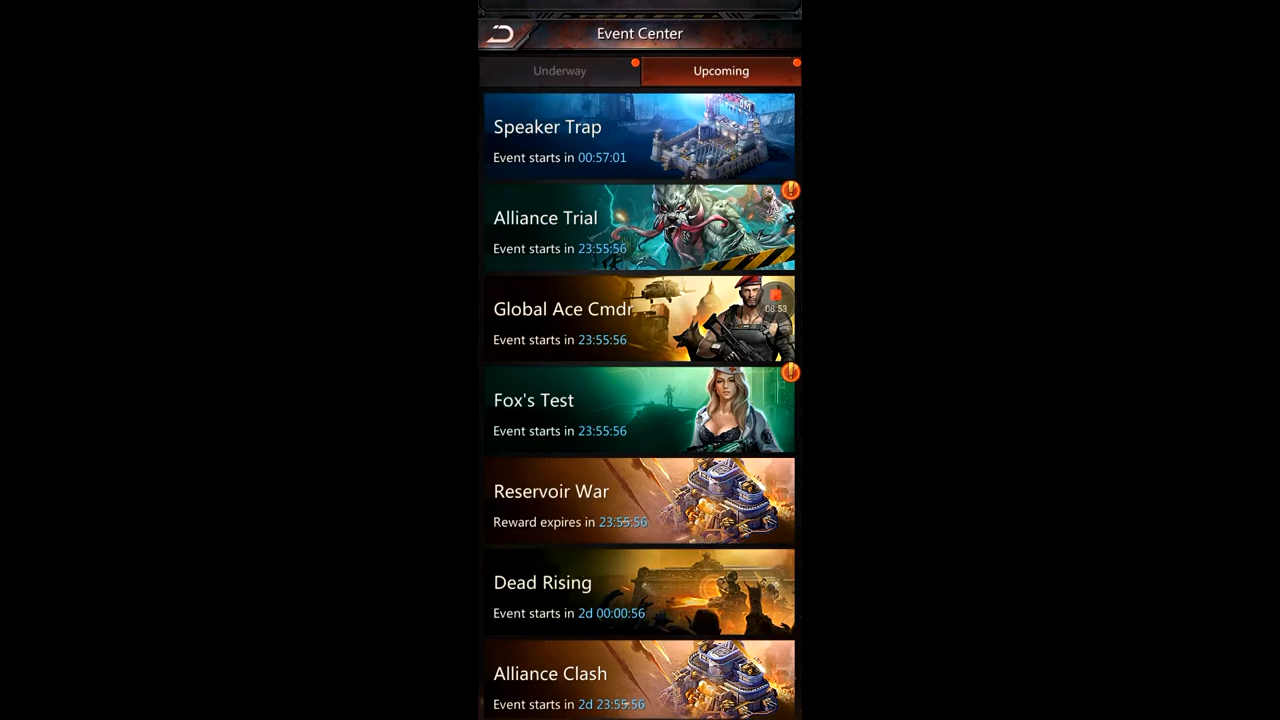 Event Center
Underway
Upcoming
Speaker Trap
Event starts in 00:57:01
Alliance Trial
Event starts in 23:55:56
Global Ace Cmdr
08:53
Event starts in 23:55:56
Fox's Test
Event starts in 23:55:56
Reservoir War
Reward expires in 23:55:56
Dead Rising
Event starts in 2d 00:00:56
Alliance Clash
Event starts in 2d 23:55:56